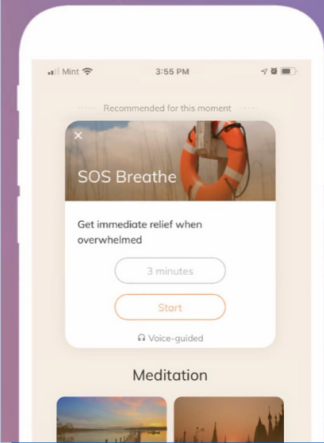 Mint 3:55 PM
Recommended for this moment
SOS Breathe
Get immediate relief when
overwhelmed
3 minutes
Start
Voice-guided
Meditation